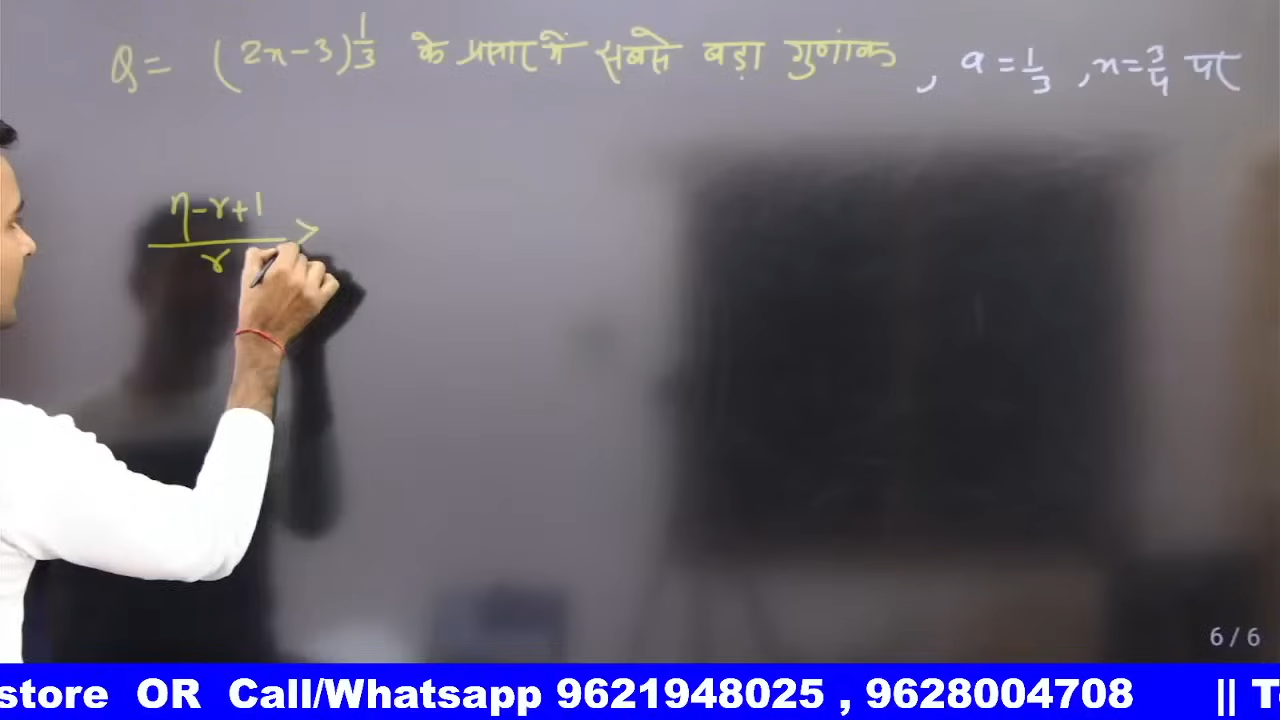 Q = (2x-3)^1/3 के प्रसार में सबसे बड़ा गुणांक , a = 1/3 , x = 3/4 पर
n-r+1
r >
6 / 6
store OR Call/Whatsapp 9621948025 , 9628004708 || T